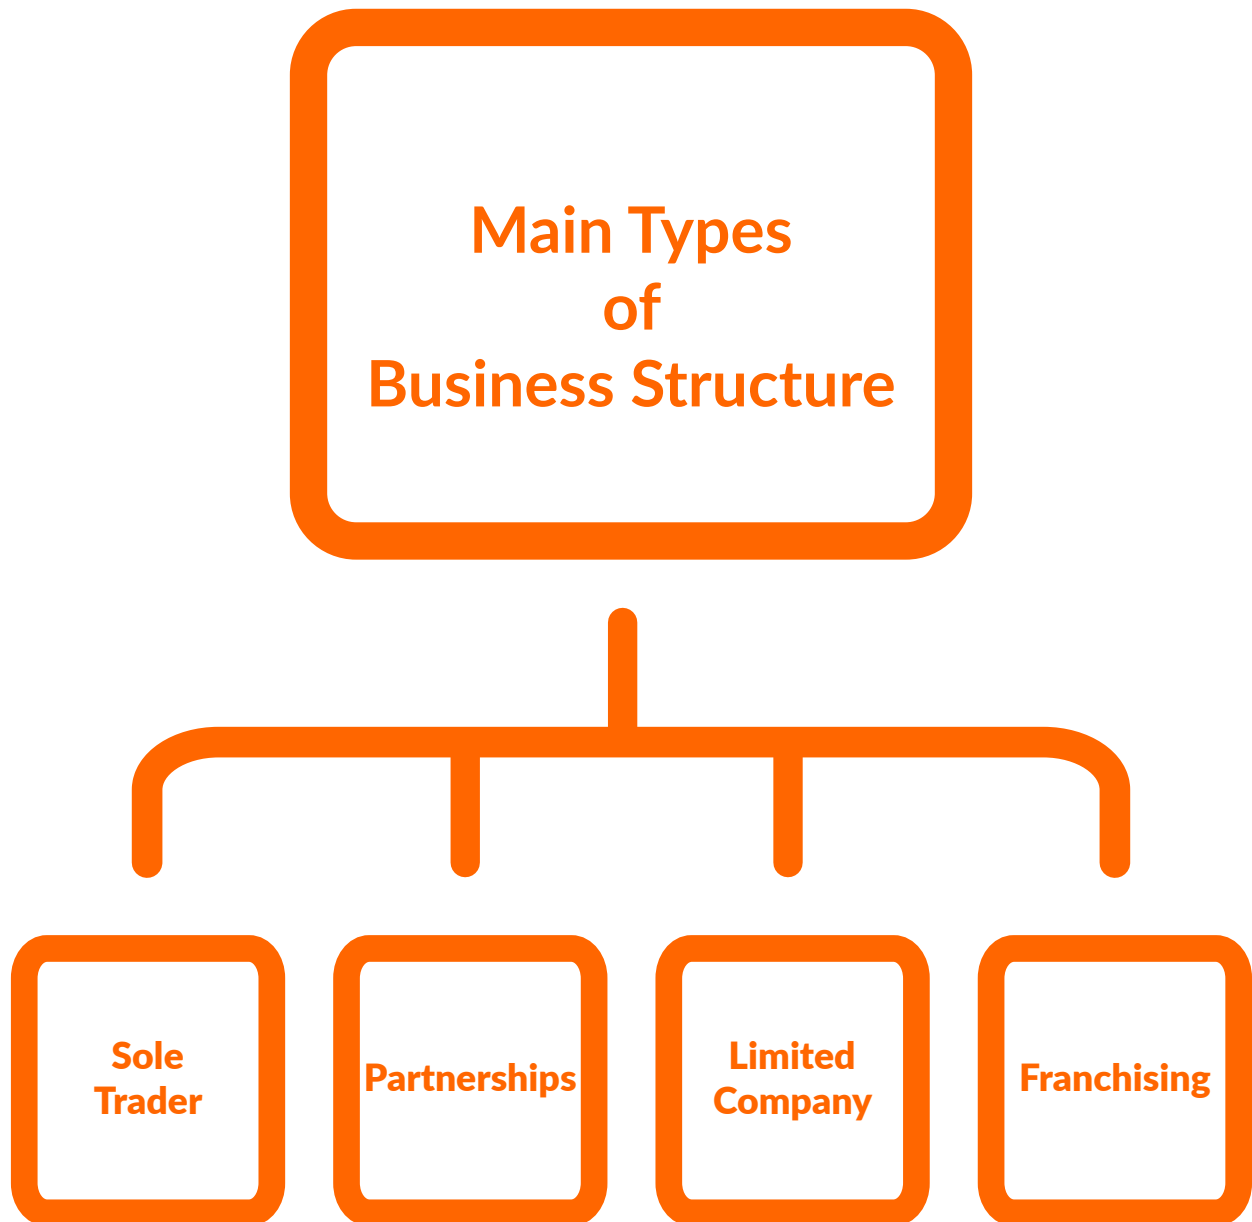 Main Types
of
Business Structure
Sole
Trader
Partnerships
Limited
Company
Franchising